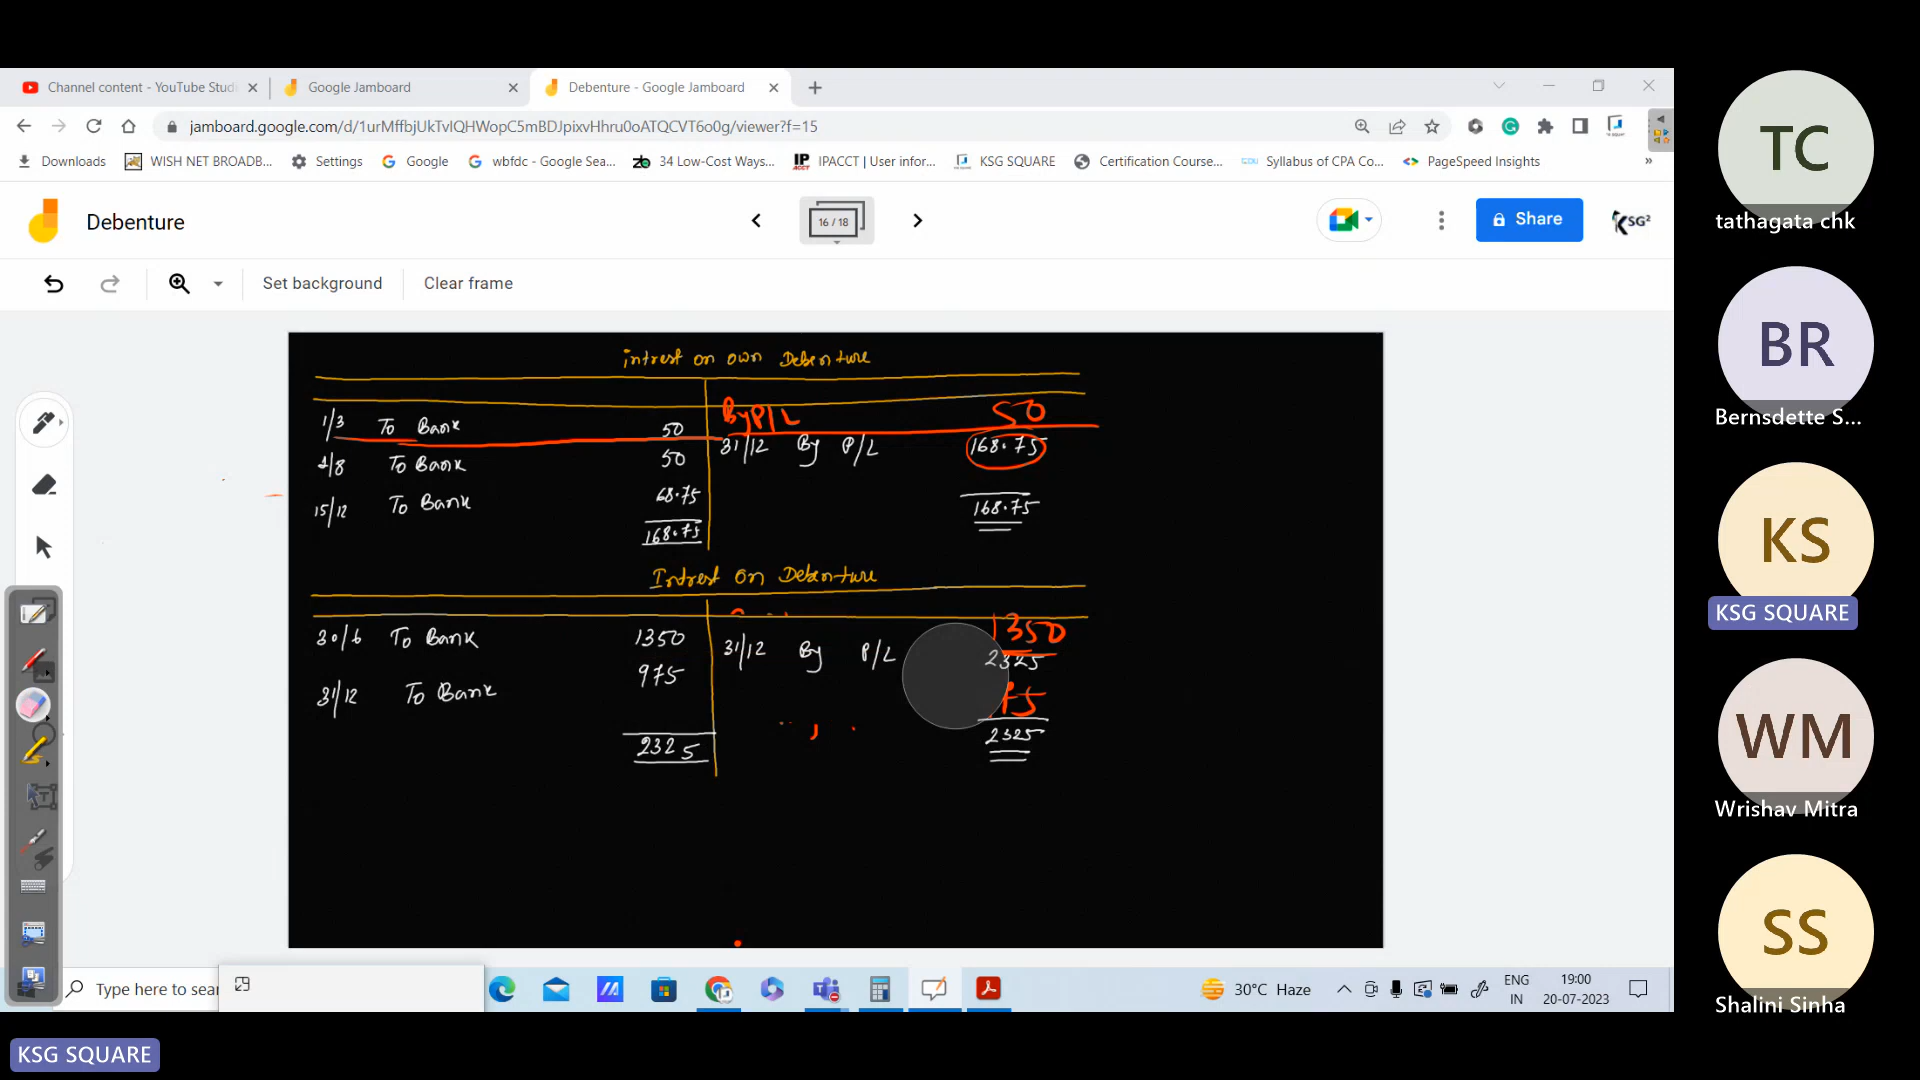 Channel content - YouTube Studi
Google Jamboard
Debenture - Google Jamboard
jamboard.google.com/d/1urMffbjUkTvIQHWopC5mBDJpixvHhru0oATQCVT6o0g/viewer?f=15
Downloads
WISH NET BROADB...
Settings
Google
wbfdc - Google Sea...
34 Low-Cost Ways...
IPACCT | User infor...
KSG SQUARE
Certification Course...
Syllabus of CPA Co...
PageSpeed Insights
»
Debenture
16 / 18
Share
KSG²
Set background
Clear frame
intrest on own Debenture
By P/L 50
1/3 To Bank 50
31/12 By P/L 168.75
1/8 To Bank 50
15/12 To Bank 68.75
168.75
168.75
Intrest On Debenture
1350
30/6 To Bank 1350
31/12 By P/L 2325
975
31/12 To Bank
75
2325
2325
Type here to sear
30°C Haze
ENG
IN
19:00
20-07-2023
TC
tathagata chk
BR
Bernsdette S...
KS
KSG SQUARE
WM
Wrishav Mitra
SS
Shalini Sinha
KSG SQUARE